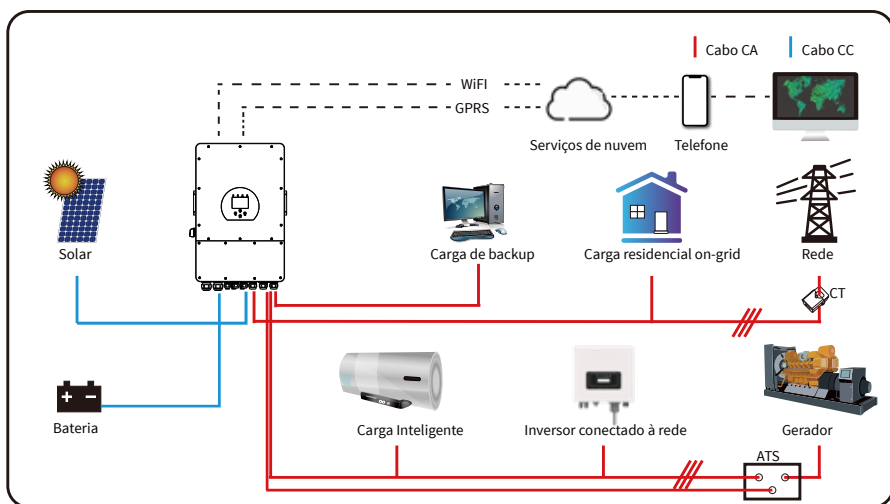 Cabo CA
Cabo CC
WiFI
GPRS
Serviços de nuvem
Telefone
Solar
Carga de backup
Carga residencial on-grid
Rede
CT
Bateria
Carga Inteligente
Inversor conectado à rede
Gerador
ATS